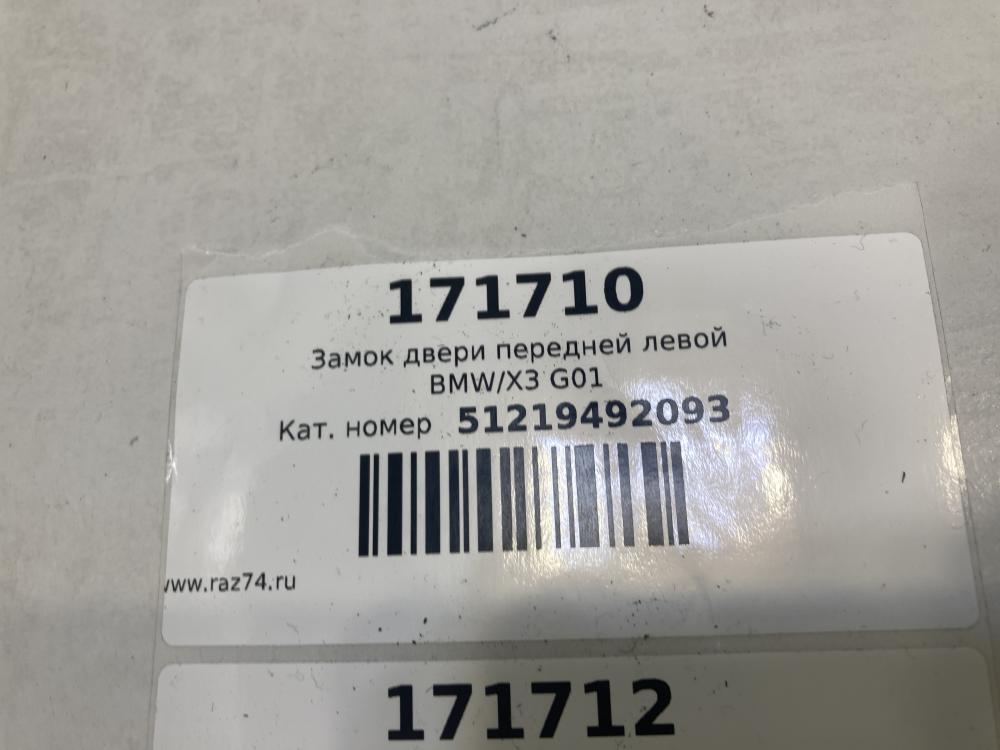 171710
Замок двери передней левой
BMW/X3 G01
Кат. номер 51219492093
www.raz74.ru
171712